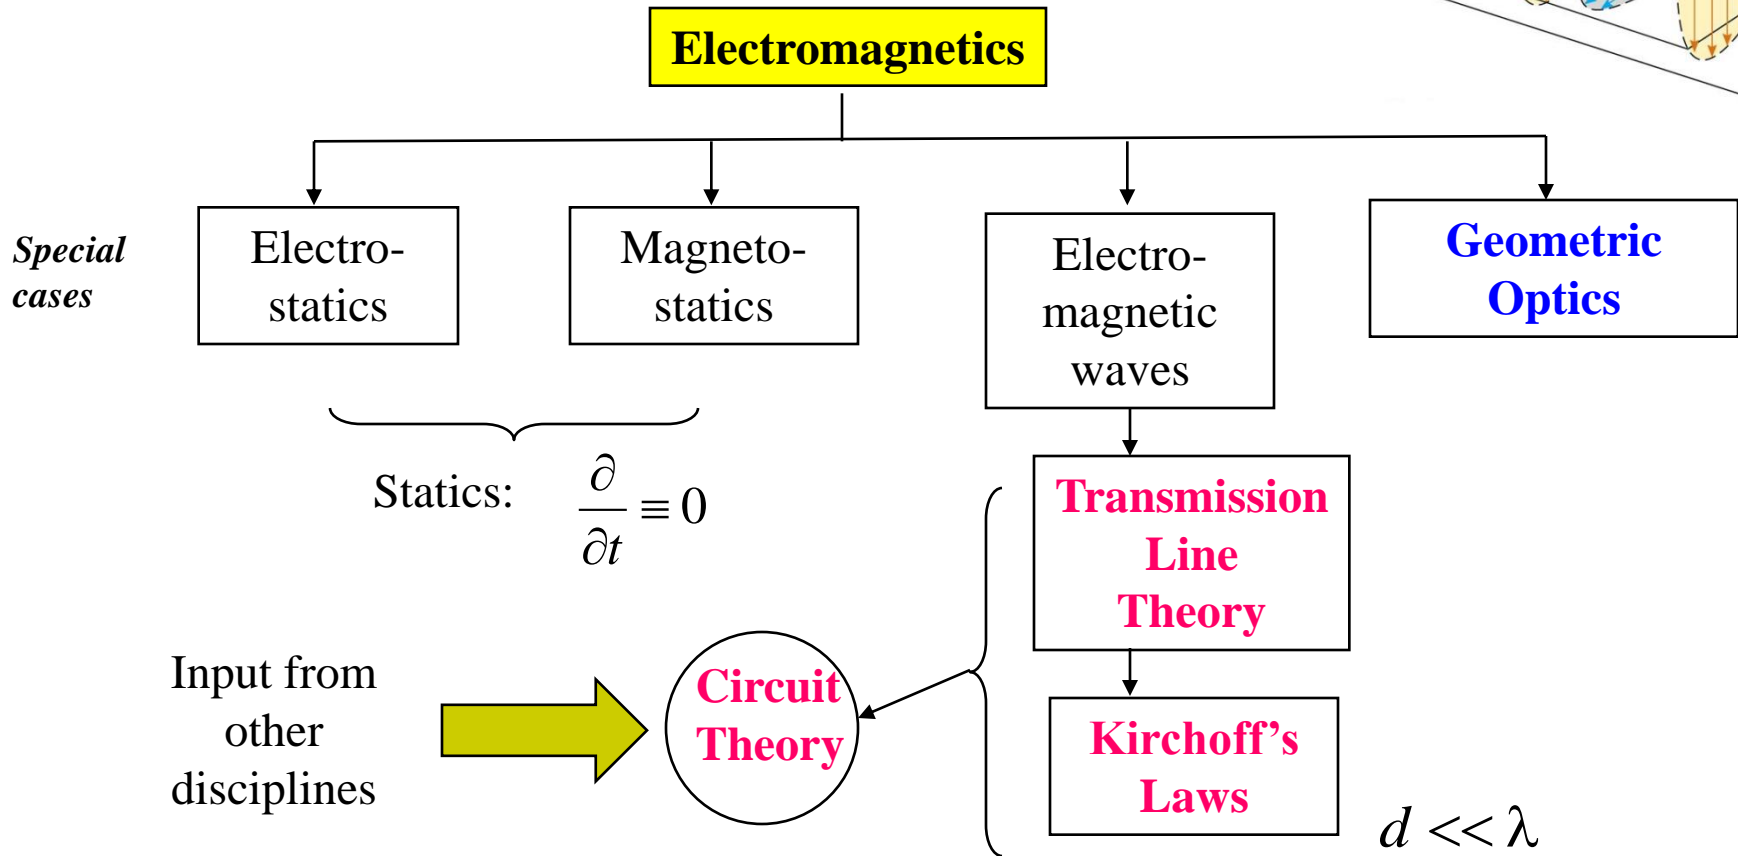 Electromagnetics
Special
cases
Electro-
statics
Magneto-
statics
Electro-
magnetic
waves
Geometric
Optics
Statics: ∂/∂t ≡ 0
Transmission
Line
Theory
Input from
other
disciplines
Circuit
Theory
Kirchoff’s
Laws
d << λ